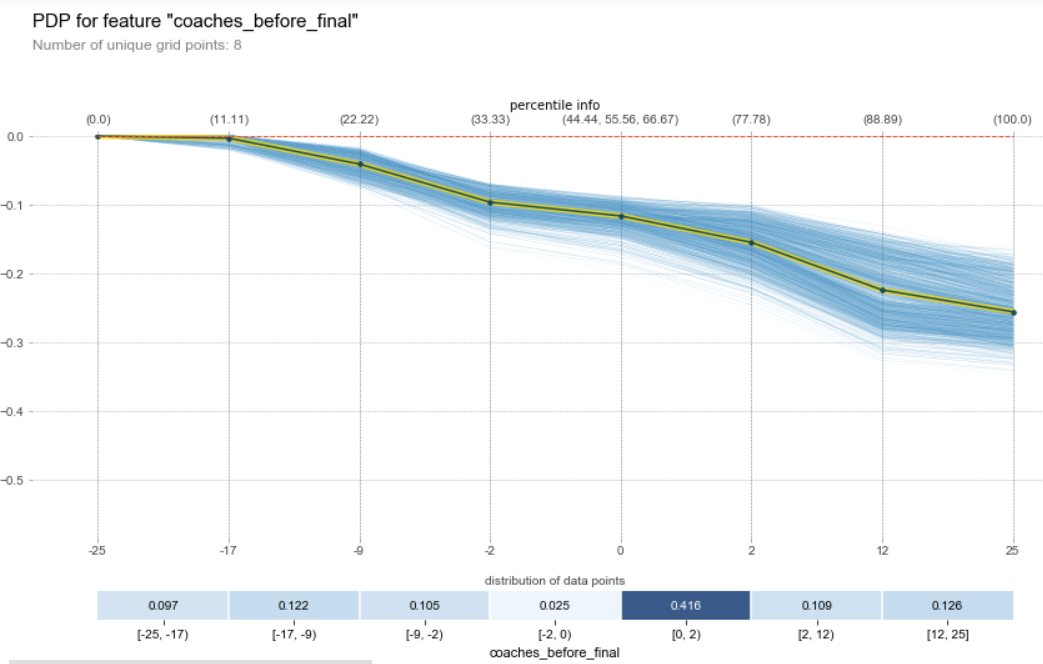 PDP for feature "coaches_before_final"
Number of unique grid points: 8
percentile info
(0.0) (11.11) (22.22) (33.33) (44.44, 55.56, 66.67) (77.78) (88.89) (100.0)
0.0
−0.1
−0.2
−0.3
−0.4
−0.5
-25 -17 -9 -2 0 2 12 25
distribution of data points
0.097 0.122 0.105 0.025 0.416 0.109 0.126
[-25, -17) [-17, -9) [-9, -2) [-2, 0) [0, 2) [2, 12) [12, 25]
coaches_before_final